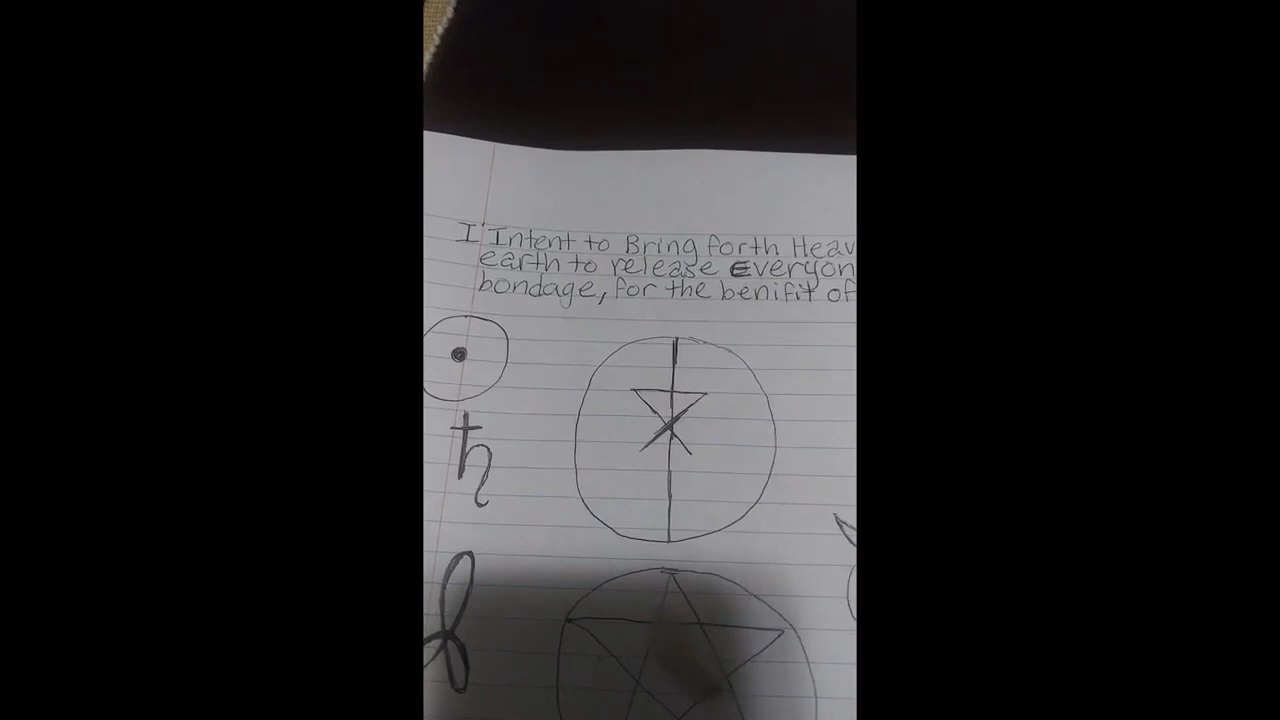 I Intent to Bring forth Heav
earth to release Everyon
bondage, for the benifit of